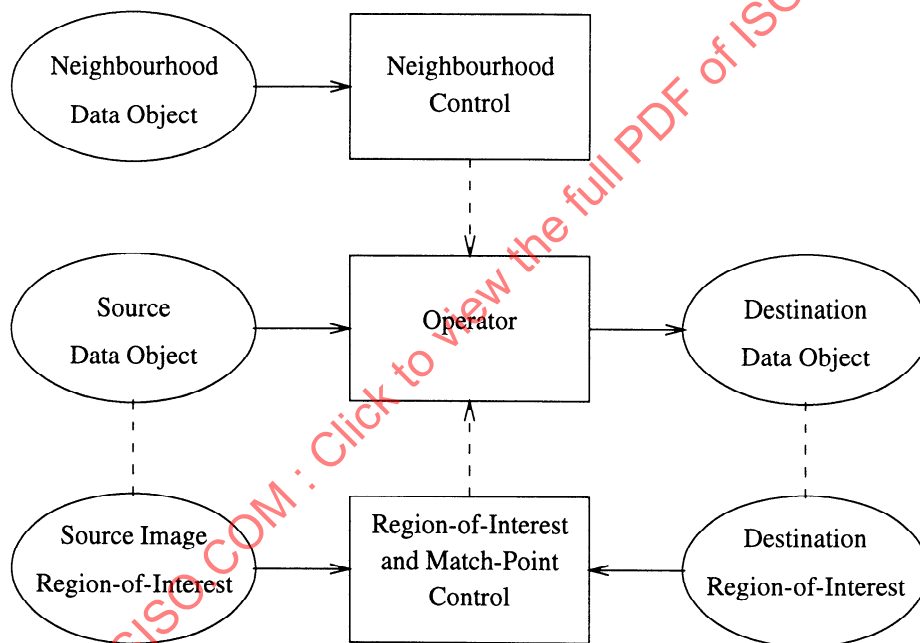 Neighbourhood
Data Object
Neighbourhood
Control
Source
Data Object
Operator
Destination
Data Object
Source Image
Region-of-Interest
Region-of-Interest
and Match-Point
Control
Destination
Region-of-Interest
SISO.COM : Click to view the full PDF of ISO